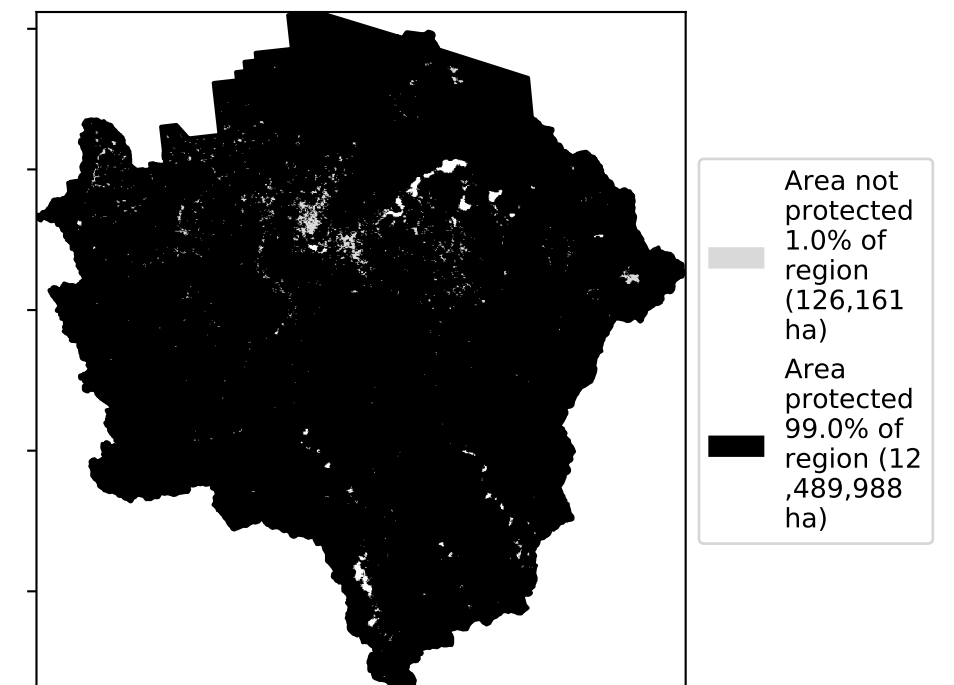 Area not
protected
1.0% of
region
(126,161
ha)
Area
protected
99.0% of
region (12
,489,988
ha)